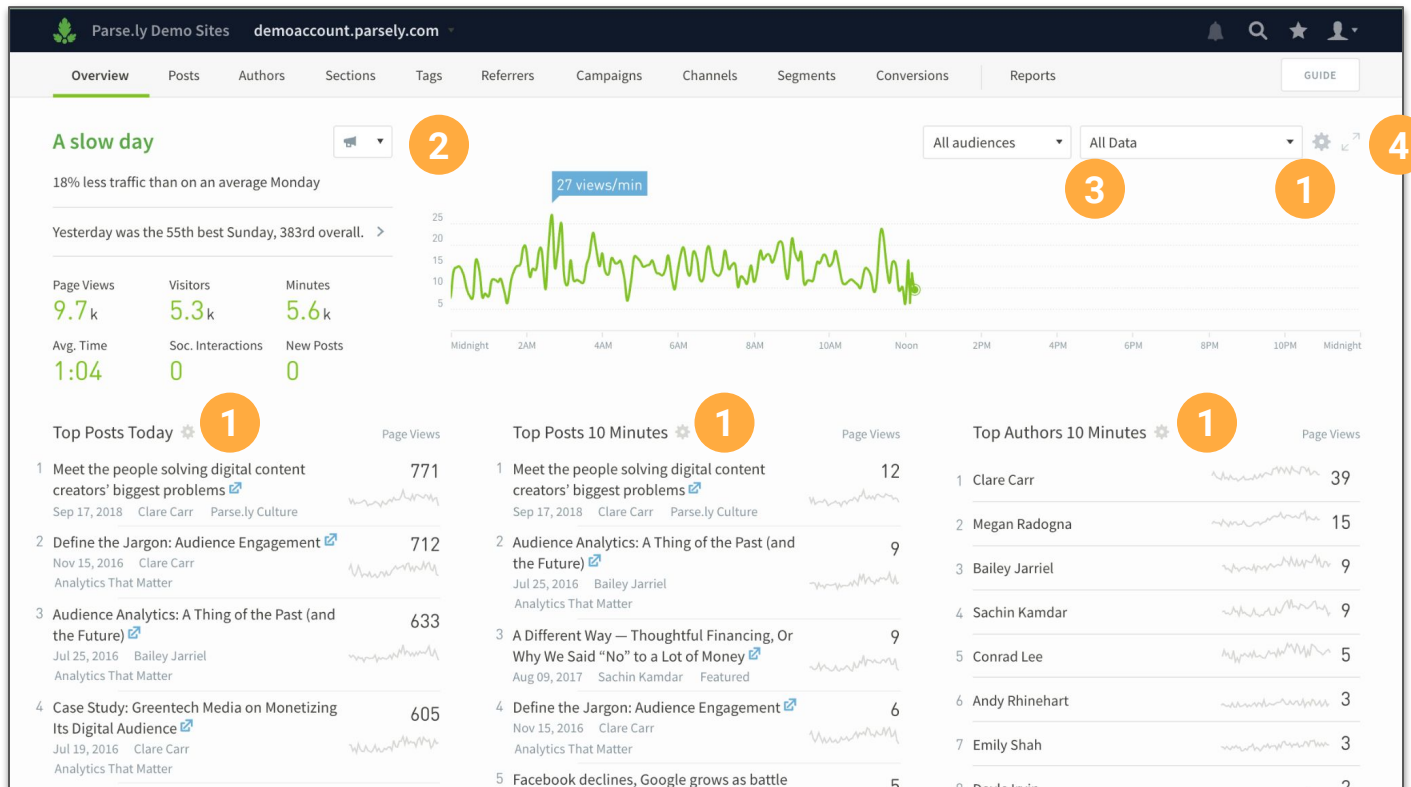 Parse.ly Demo Sites demoaccount.parsely.com
Overview Posts Authors Sections Tags Referrers Campaigns Channels Segments Conversions Reports GUIDE
A slow day
2
All audiences
All Data
4
18% less traffic than on an average Monday
27 views/min
3
1
Yesterday was the 55th best Sunday, 383rd overall.
25
20
15
10
5
Page Views Visitors Minutes
9.7k 5.3k 5.6k
Avg. Time Soc. Interactions New Posts
1:04 0 0
Midnight 2AM 4AM 6AM 8AM 10AM Noon 2PM 4PM 6PM 8PM 10PM Midnight
Top Posts Today 1 Page Views
1 Meet the people solving digital content 771
creators’ biggest problems
Sep 17, 2018 Clare Carr Parse.ly Culture
2 Define the Jargon: Audience Engagement 712
Nov 15, 2016 Clare Carr
Analytics That Matter
3 Audience Analytics: A Thing of the Past (and 633
the Future)
Jul 25, 2016 Bailey Jarriel
Analytics That Matter
4 Case Study: Greentech Media on Monetizing 605
Its Digital Audience
Jul 19, 2016 Clare Carr
Analytics That Matter
Top Posts 10 Minutes 1 Page Views
1 Meet the people solving digital content 12
creators’ biggest problems
Sep 17, 2018 Clare Carr Parse.ly Culture
2 Audience Analytics: A Thing of the Past (and 9
the Future)
Jul 25, 2016 Bailey Jarriel
Analytics That Matter
3 A Different Way — Thoughtful Financing, Or 9
Why We Said “No” to a Lot of Money
Aug 09, 2017 Sachin Kamdar Featured
4 Define the Jargon: Audience Engagement 6
Nov 15, 2016 Clare Carr
Analytics That Matter
5 Facebook declines, Google grows as battle 5
Top Authors 10 Minutes 1 Page Views
1 Clare Carr 39
2 Megan Radogna 15
3 Bailey Jarriel 9
4 Sachin Kamdar 9
5 Conrad Lee 5
6 Andy Rhinehart 3
7 Emily Shah 3